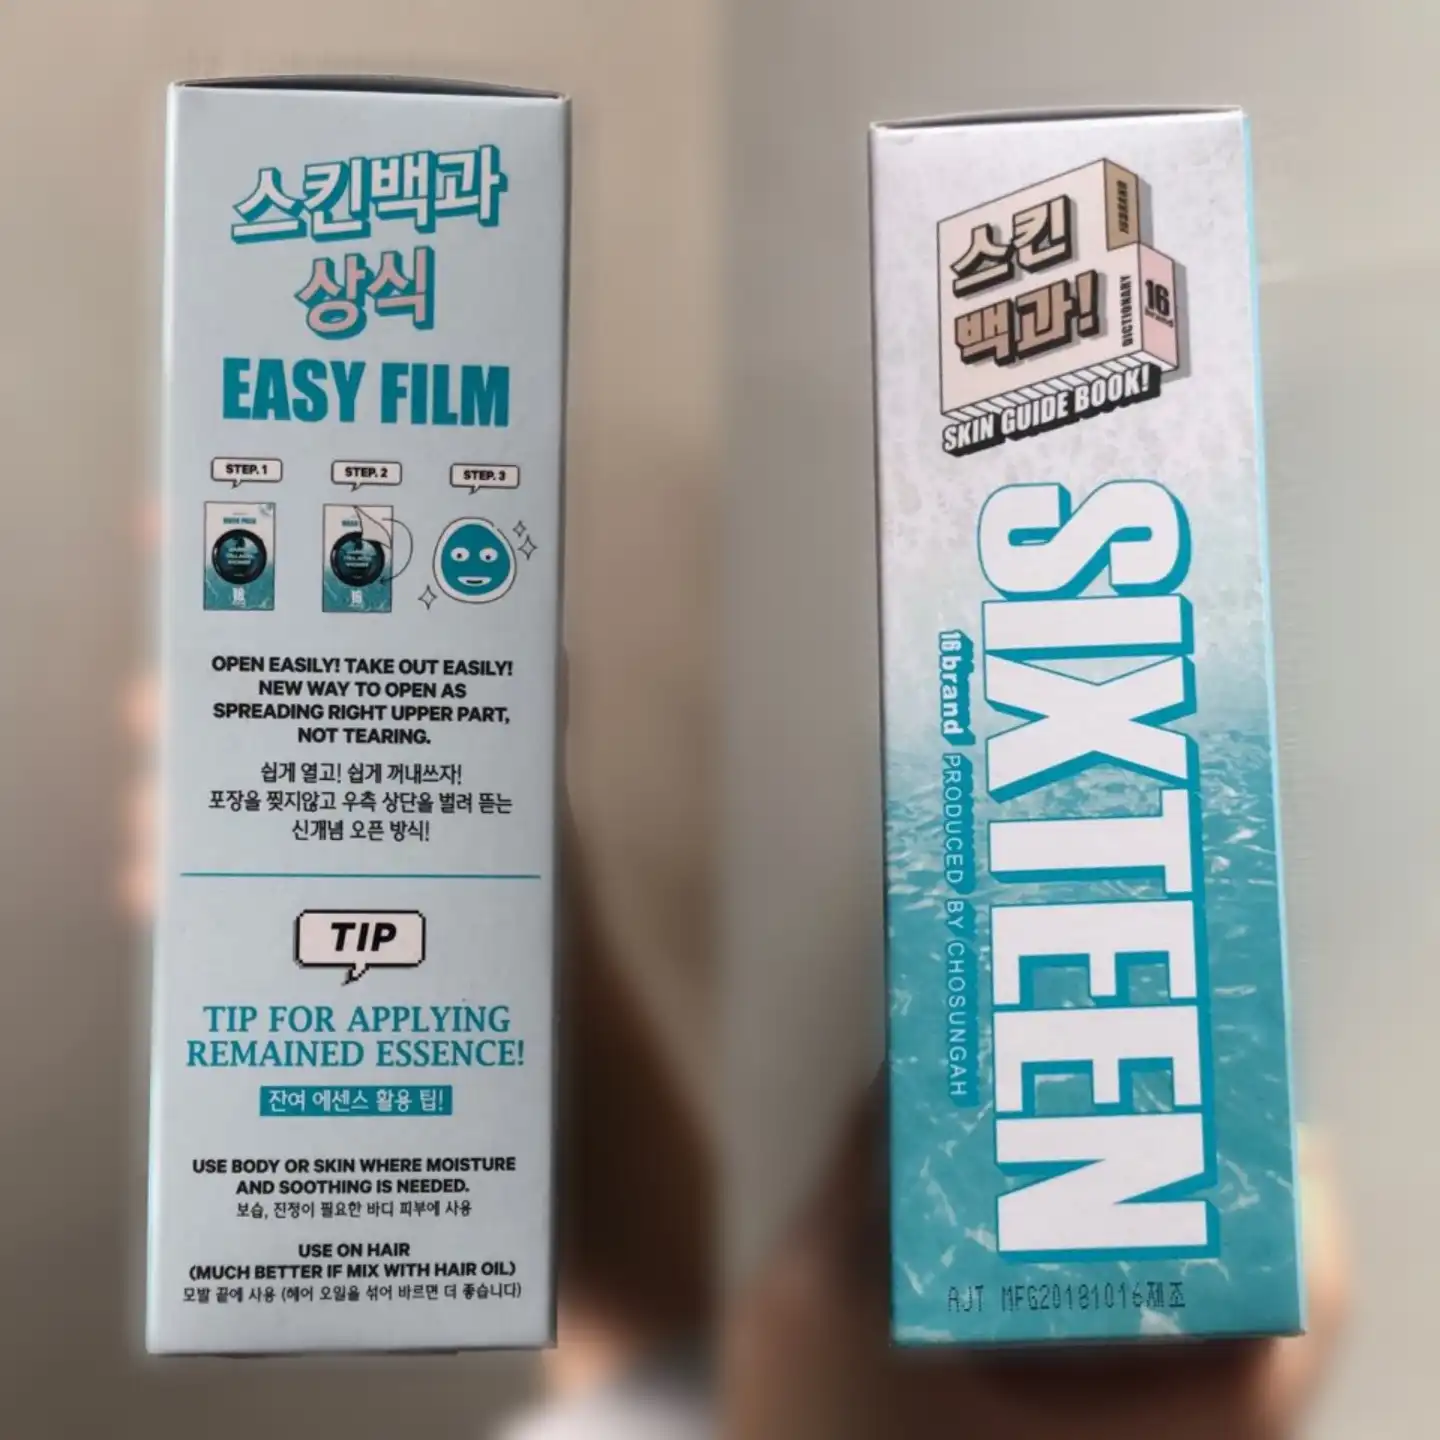 스킨백과
상식
EASY FILM
STEP. 1
STEP. 2
STEP. 3
16
OPEN EASILY! TAKE OUT EASILY!
NEW WAY TO OPEN AS
SPREADING RIGHT UPPER PART,
NOT TEARING.
쉽게 열고! 쉽게 꺼내쓰자!
포장을 찢지않고 우측 상단을 벌려 뜯는
신개념 오픈 방식!
TIP
TIP FOR APPLYING
REMAINED ESSENCE!
잔여 에센스 활용 팁!
USE BODY OR SKIN WHERE MOISTURE
AND SOOTHING IS NEEDED.
보습, 진정이 필요한 바디 피부에 사용
USE ON HAIR
(MUCH BETTER IF MIX WITH HAIR OIL)
모발 끝에 사용 (헤어 오일을 섞어 바르면 더 좋습니다)
스킨
백과!
DICTIONARY
16
SKIN GUIDE BOOK!
SIXTEEN
16brand PRODUCED BY CHOSUNGAH
AJT MFG20181016제조